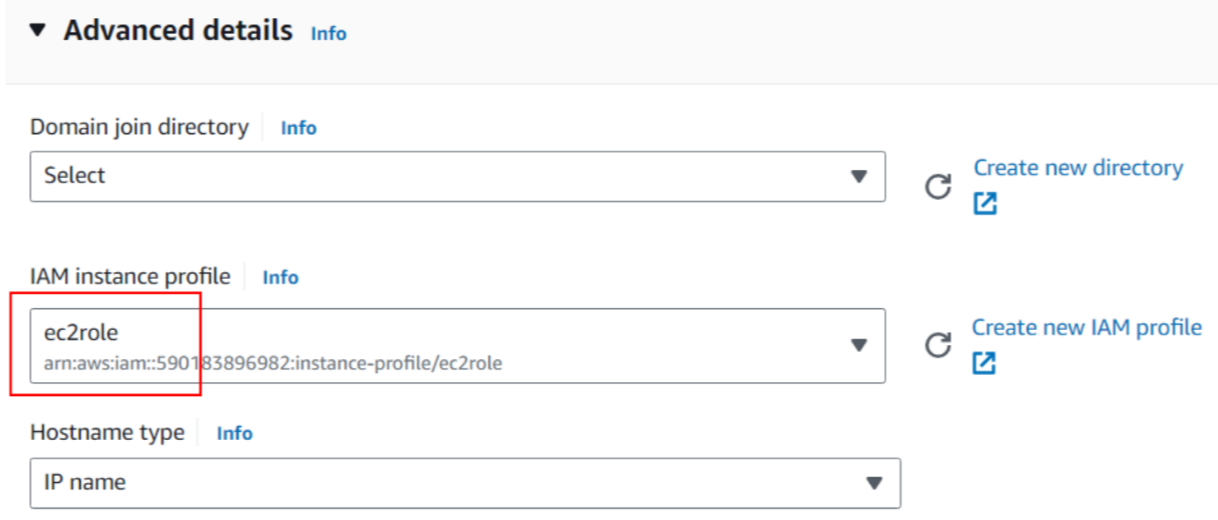 Advanced details Info
Domain join directory Info
Select
Create new directory
IAM instance profile Info
ec2role
arn:aws:iam::590183896982:instance-profile/ec2role
Create new IAM profile
Hostname type Info
IP name